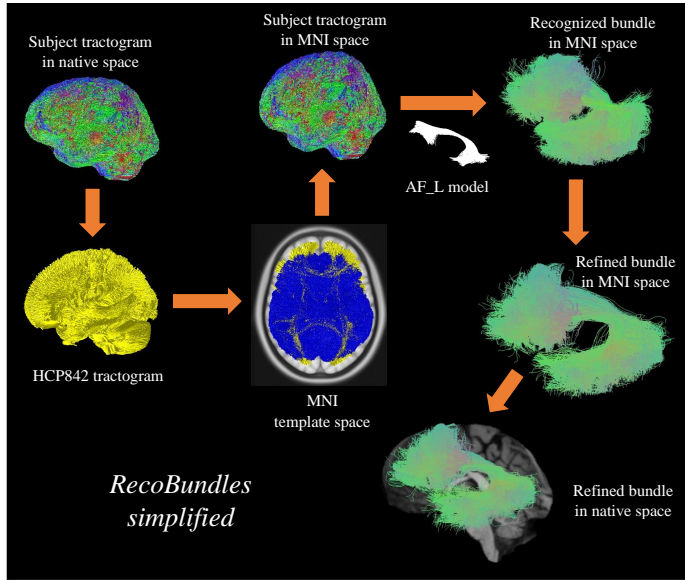 Subject tractogram
in native space
Subject tractogram
in MNI space
Recognized bundle
in MNI space
AF_L model
Refined bundle
in MNI space
HCP842 tractogram
MNI
template space
RecoBundles
simplified
Refined bundle
in native space